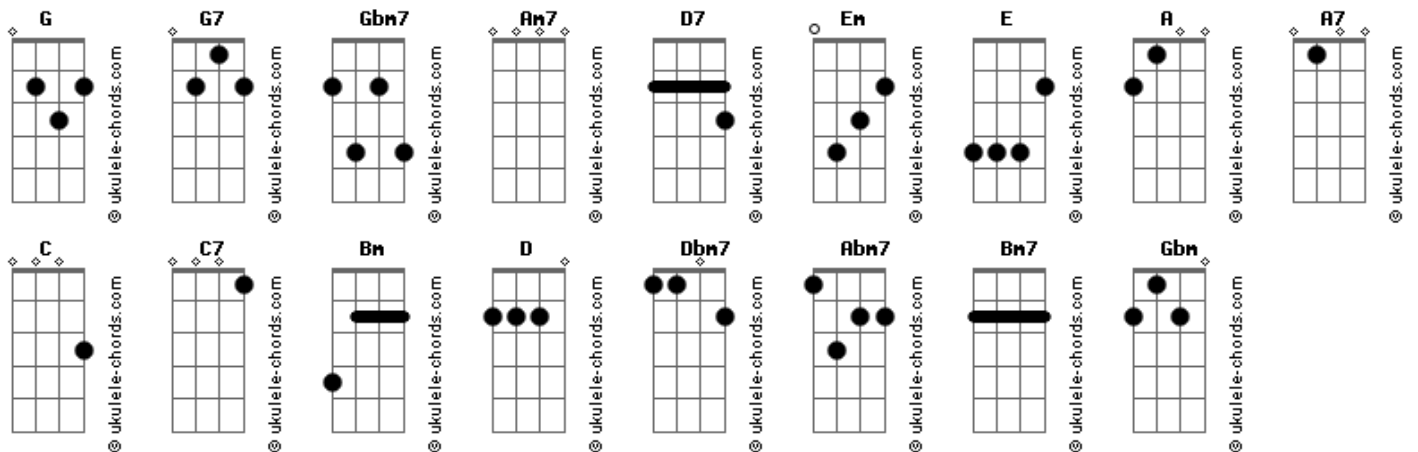 G G7 Gbm7 Am7 D7 Em E A A7
© ukulele-chords.com © ukulele-chords.com © ukulele-chords.com © ukulele-chords.com © ukulele-chords.com © ukulele-chords.com © ukulele-chords.com © ukulele-chords.com © ukulele-chords.com
C C7 Bm D Dbm7 Abm7 Bm7 Gbm
© ukulele-chords.com © ukulele-chords.com © ukulele-chords.com © ukulele-chords.com © ukulele-chords.com © ukulele-chords.com © ukulele-chords.com © ukulele-chords.com